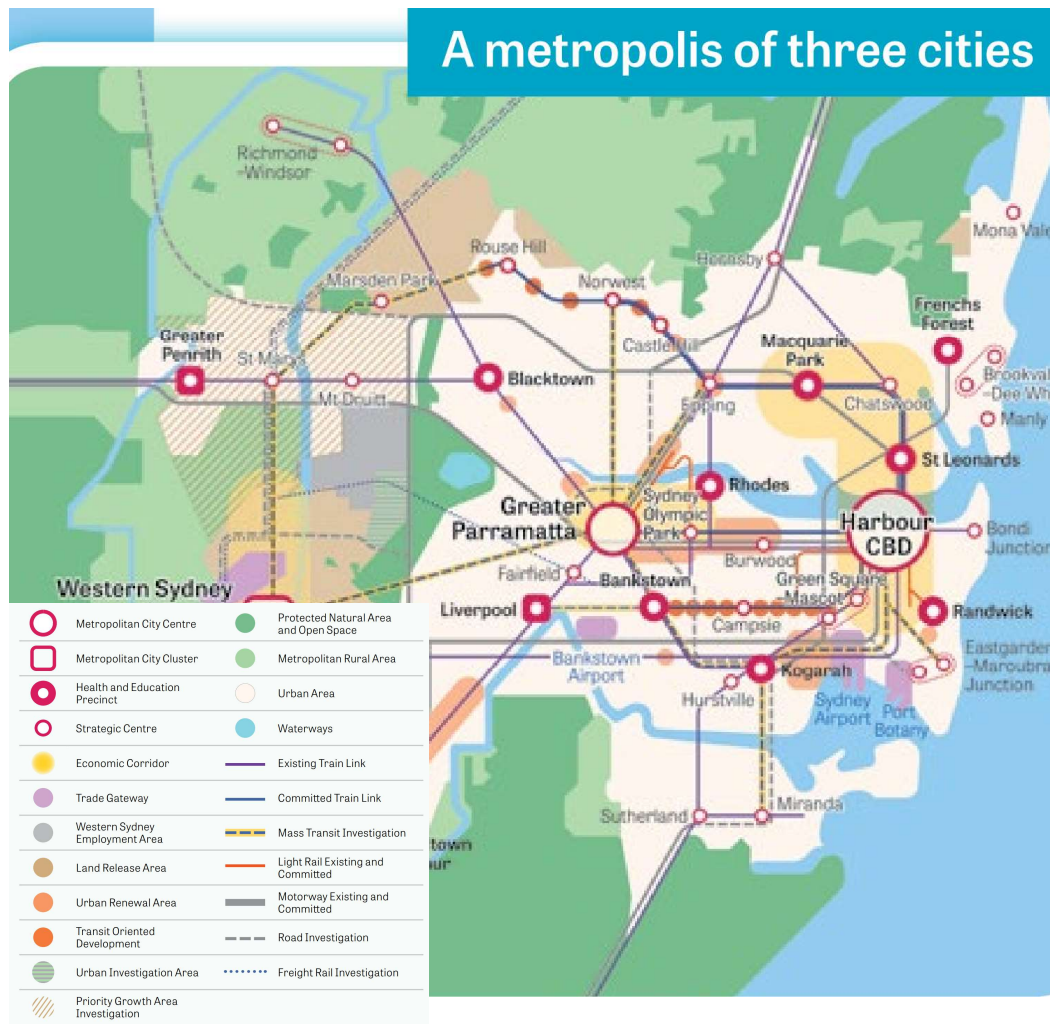 A metropolis of three cities
Richmond
-Windsor
Mona Vale
Rouse Hill
Hornsby
Marsden Park
Norwest
Frenchs
Forest
Greater
Penrith
St Marys
Castle Hill
Macquarie
Park
Blacktown
Brookval
-Dee Wh
Mt Druitt
Epping
Chatswood
Manly
St Leonards
Rhodes
Greater
Parramatta
Sydney
Olympic
Park
Harbour
CBD
Bondi
Junction
Burwood
Fairfield
Bankstown
Green Square
-Mascot
Western Sydney
Liverpool
Randwick
Campsie
Bankstown
Airport
Eastgardens
-Maroubra
Junction
Kogarah
Hurstville
Sydney
Airport
Port
Botany
Sutherland
Miranda
town
ur
Metropolitan City Centre
Metropolitan City Cluster
Health and Education
Precinct
Strategic Centre
Economic Corridor
Trade Gateway
Western Sydney
Employment Area
Land Release Area
Urban Renewal Area
Transit Oriented
Development
Urban Investigation Area
Priority Growth Area
Investigation
Protected Natural Area
and Open Space
Metropolitan Rural Area
Urban Area
Waterways
Existing Train Link
Committed Train Link
Mass Transit Investigation
Light Rail Existing and
Committed
Motorway Existing and
Committed
Road Investigation
Freight Rail Investigation